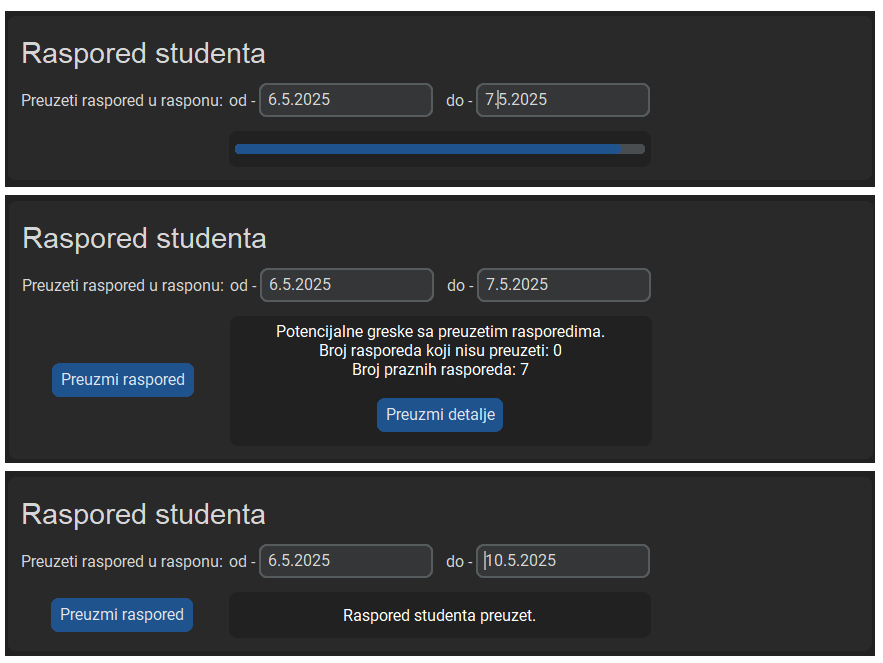 Raspored studenta
Preuzeti raspored u rasponu: od - 6.5.2025 do - 7.5.2025
Raspored studenta
Preuzeti raspored u rasponu: od - 6.5.2025 do - 7.5.2025
Potencijalne greske sa preuzetim rasporedima.
Broj rasporeda koji nisu preuzeti: 0
Broj praznih rasporeda: 7
Preuzmi raspored
Preuzmi detalje
Raspored studenta
Preuzeti raspored u rasponu: od - 6.5.2025 do - 10.5.2025
Preuzmi raspored Raspored studenta preuzet.